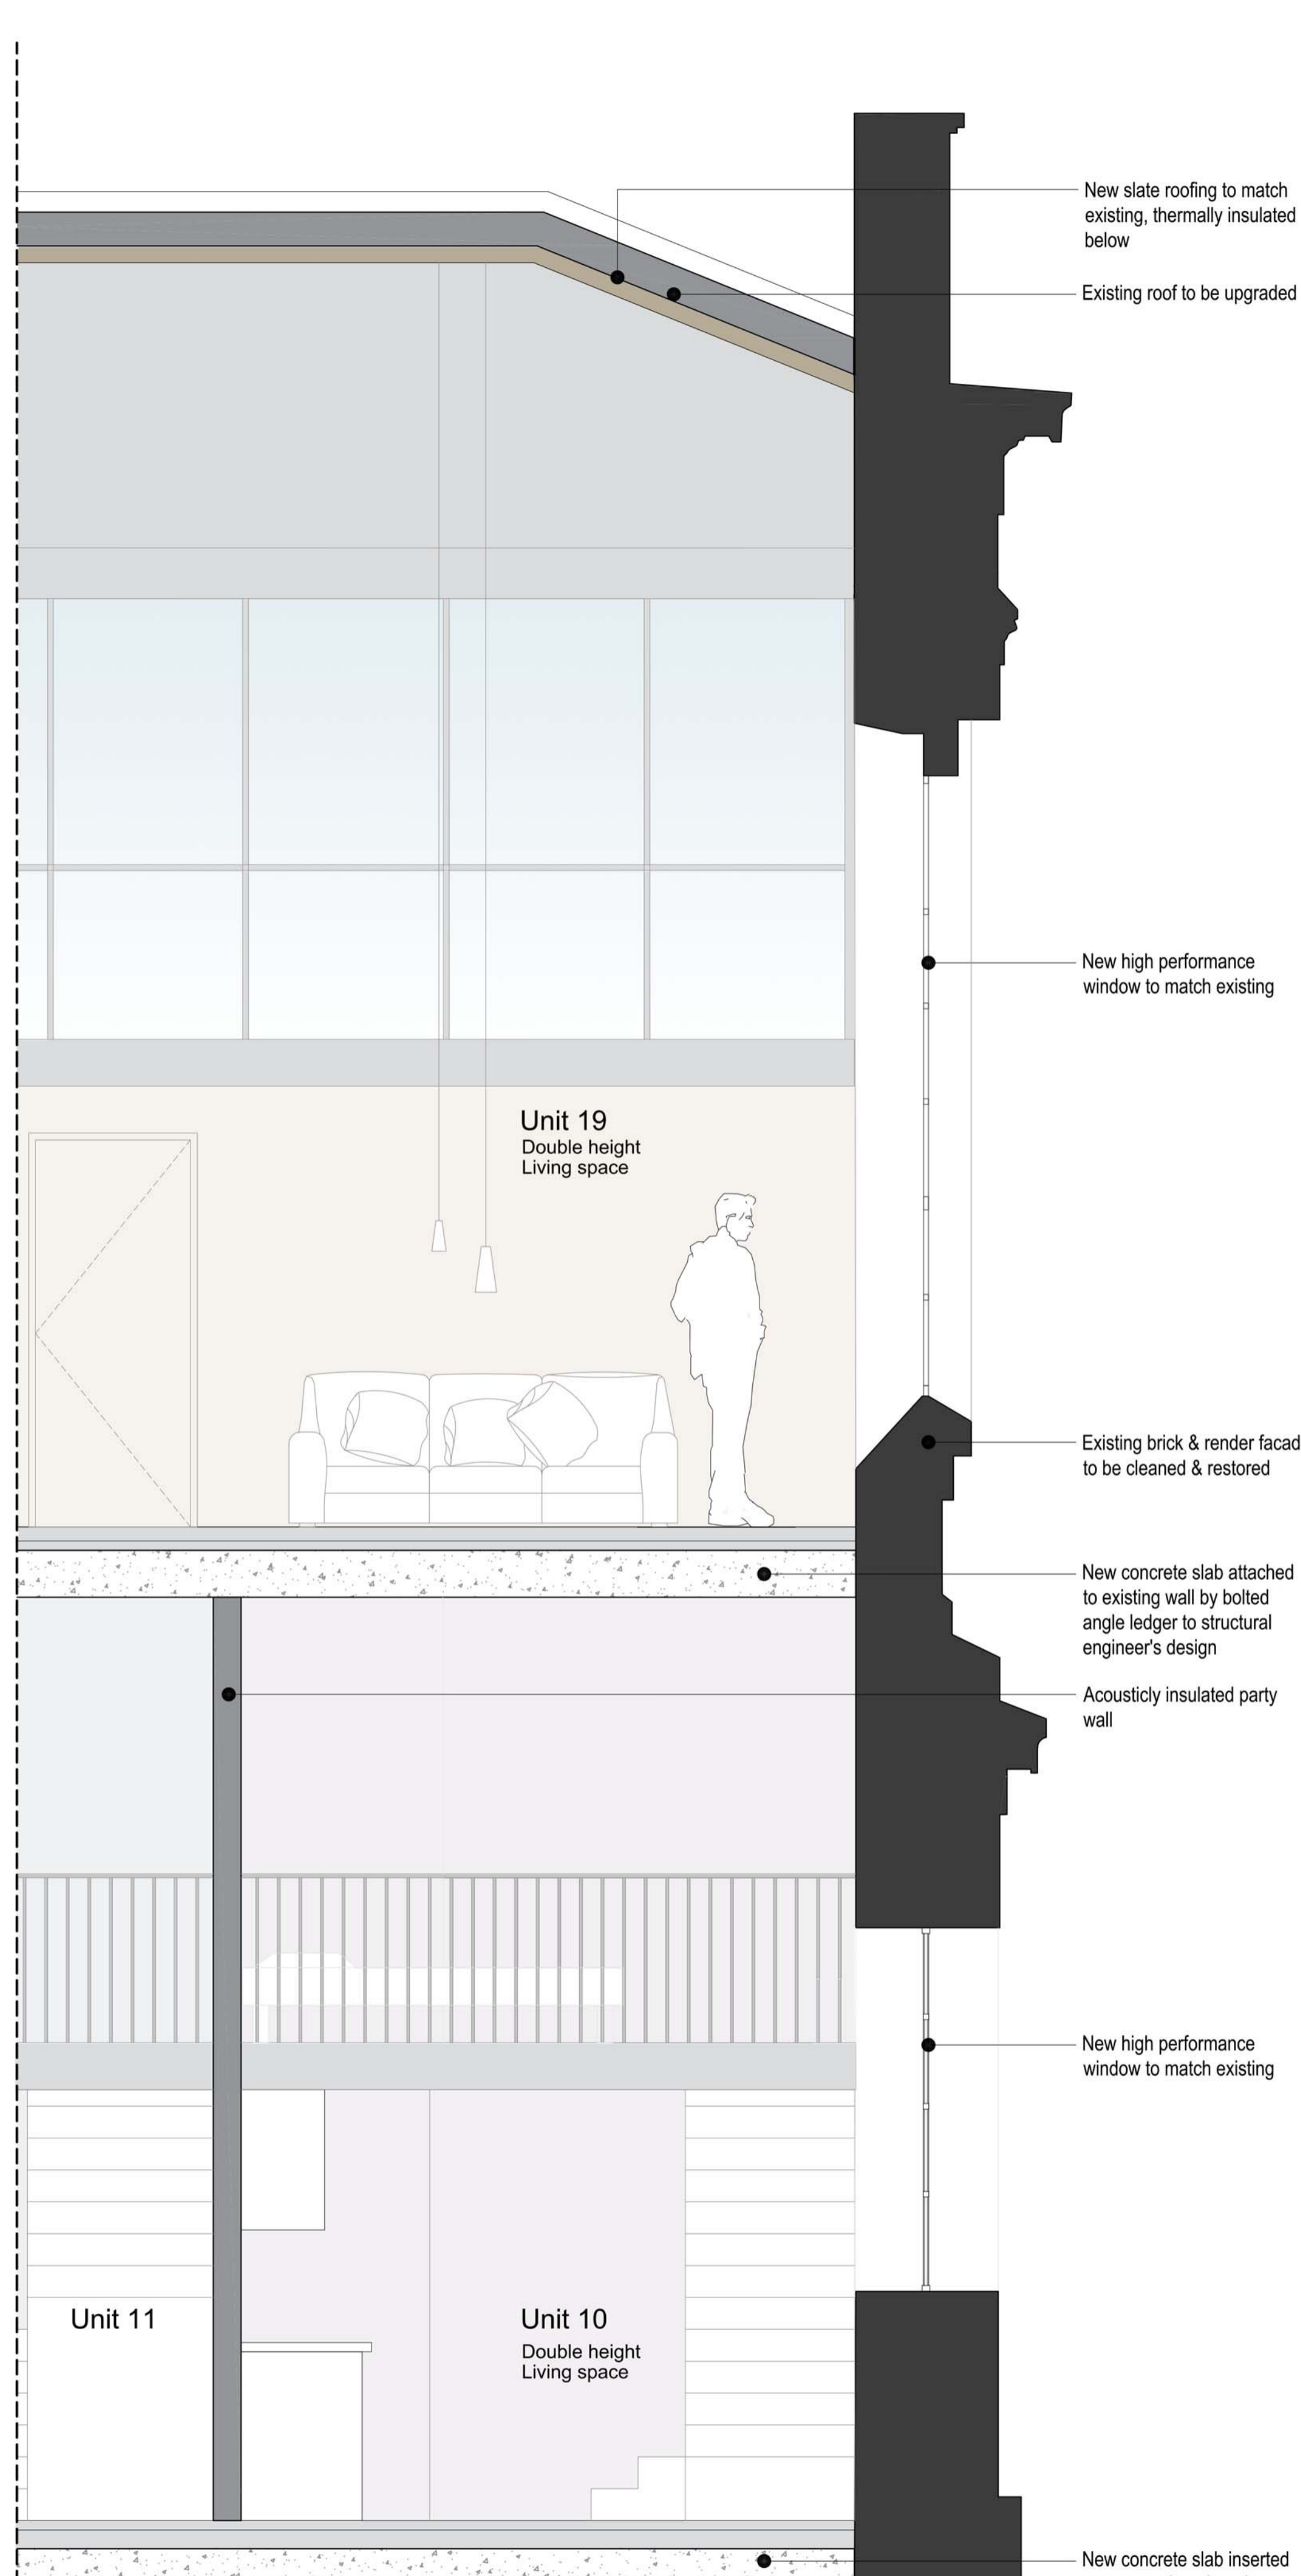 New slate roofing to match
existing, thermally insulated
below
Existing roof to be upgraded
New high performance
window to match existing
Unit 19
Double height
Living space
Existing brick & render facad
to be cleaned & restored
New concrete slab attached
to existing wall by bolted
angle ledger to structural
engineer's design
Acousticly insulated party
wall
New high performance
window to match existing
Unit 11
Unit 10
Double height
Living space
New concrete slab inserted